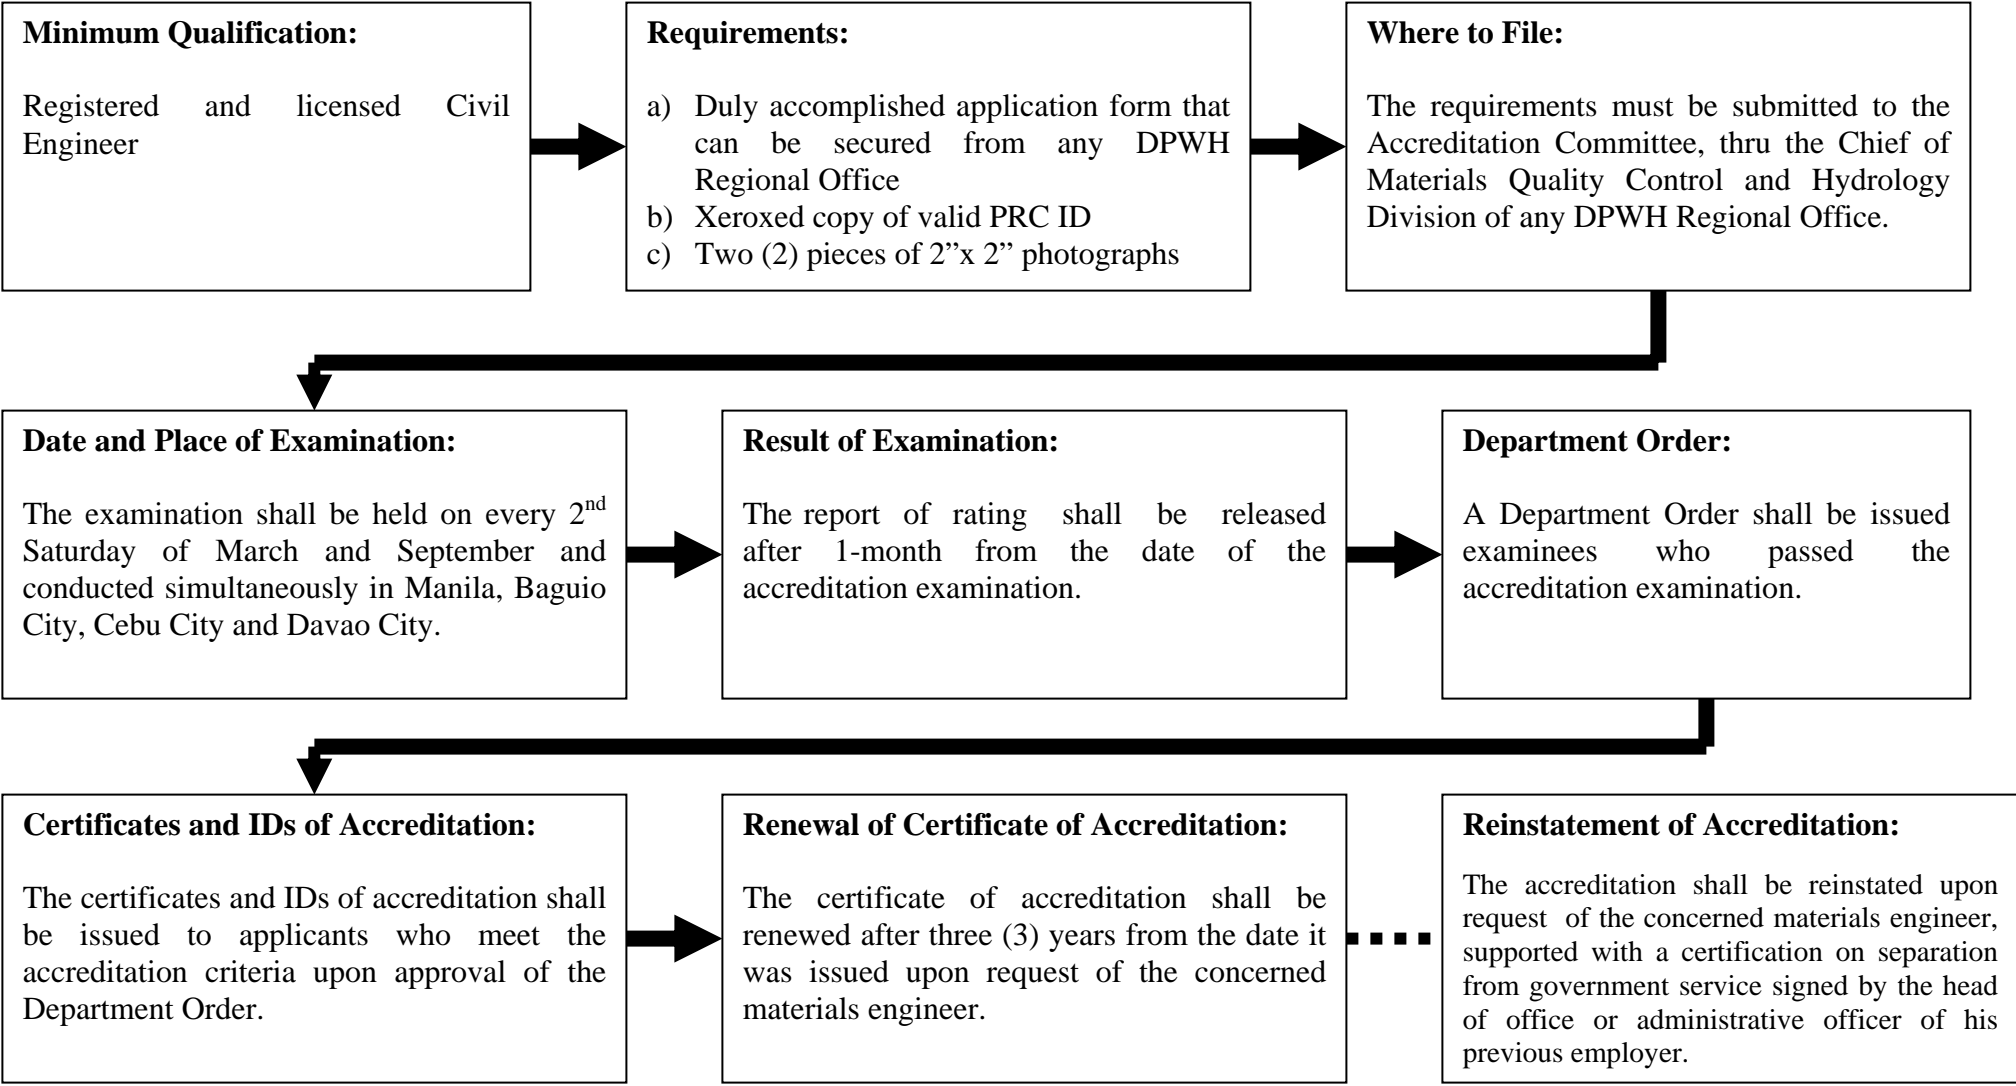 Minimum Qualification:
Registered and licensed Civil
Engineer
Requirements:
a) Duly accomplished application form that
can be secured from any DPWH
Regional Office
b) Xeroxed copy of valid PRC ID
c) Two (2) pieces of 2”x 2” photographs
Where to File:
The requirements must be submitted to the
Accreditation Committee, thru the Chief of
Materials Quality Control and Hydrology
Division of any DPWH Regional Office.
Date and Place of Examination:
The examination shall be held on every 2nd
Saturday of March and September and
conducted simultaneously in Manila, Baguio
City, Cebu City and Davao City.
Result of Examination:
The report of rating shall be released
after 1-month from the date of the
accreditation examination.
Department Order:
A Department Order shall be issued
examinees who passed the
accreditation examination.
Certificates and IDs of Accreditation:
The certificates and IDs of accreditation shall
be issued to applicants who meet the
accreditation criteria upon approval of the
Department Order.
Renewal of Certificate of Accreditation:
The certificate of accreditation shall be
renewed after three (3) years from the date it
was issued upon request of the concerned
materials engineer.
Reinstatement of Accreditation:
The accreditation shall be reinstated upon
request of the concerned materials engineer,
supported with a certification on separation
from government service signed by the head
of office or administrative officer of his
previous employer.